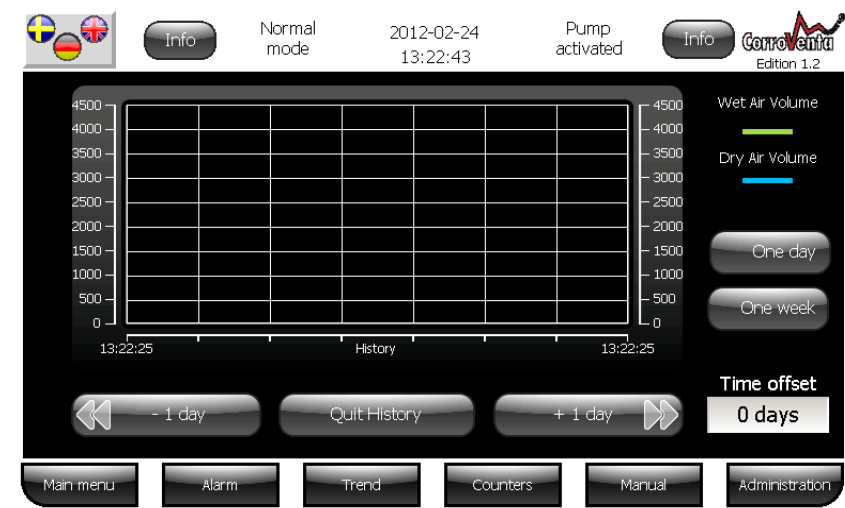 Info
Normal
mode
2012-02-24
13:22:43
Pump
activated
Info
CorroVenta
Edition 1.2
4500
4000
3500
3000
2500
2000
1500
1000
500
0
4500
4000
3500
3000
2500
2000
1500
1000
500
0
13:22:25
History
13:22:25
Wet Air Volume
Dry Air Volume
One day
One week
Time offset
0 days
- 1 day
Quit History
+ 1 day
Main menu
Alarm
Trend
Counters
Manual
Administration